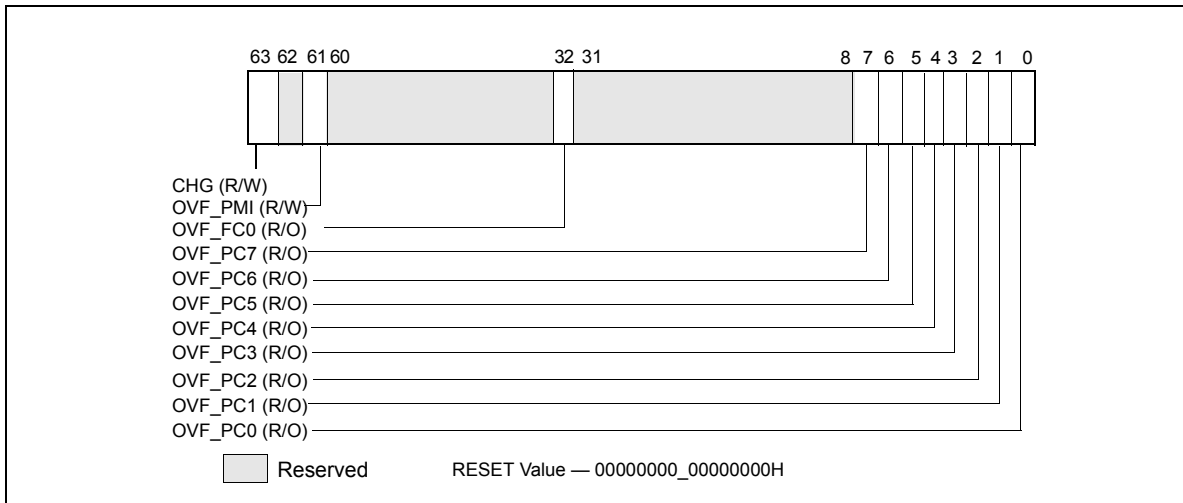 63 62 61 60 32 31 8 7 6 5 4 3 2 1 0
CHG (R/W)
OVF_PMI (R/W)
OVF_FC0 (R/O)
OVF_PC7 (R/O)
OVF_PC6 (R/O)
OVF_PC5 (R/O)
OVF_PC4 (R/O)
OVF_PC3 (R/O)
OVF_PC2 (R/O)
OVF_PC1 (R/O)
OVF_PC0 (R/O)
Reserved RESET Value — 00000000_00000000H